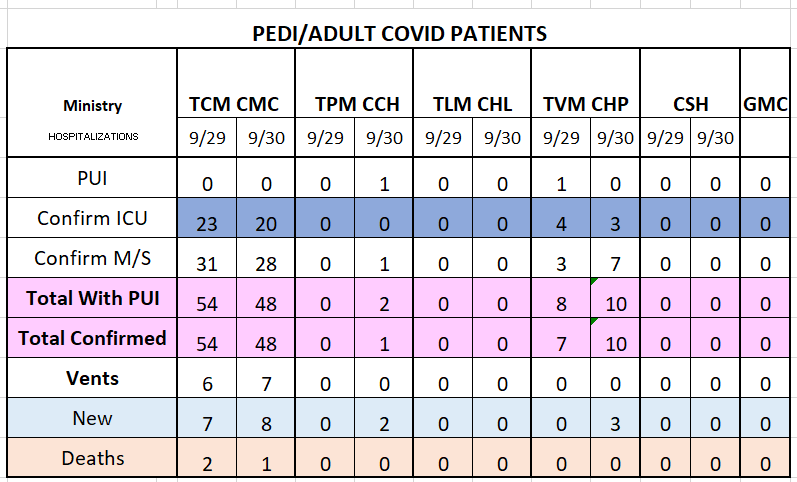 PEDI/ADULT COVID PATIENTS
Ministry TCM CMC TPM CCH TLM CHL TVM CHP CSH GMC
HOSPITALIZATIONS 9/29 9/30 9/29 9/30 9/29 9/30 9/29 9/30 9/29 9/30
PUI 0 0 0 1 0 0 1 0 0 0 0
Confirm ICU 23 20 0 0 0 0 4 3 0 0 0
Confirm M/S 31 28 0 1 0 0 3 7 0 0 0
Total With PUI 54 48 0 2 0 0 8 10 0 0 0
Total Confirmed 54 48 0 1 0 0 7 10 0 0 0
Vents 6 7 0 0 0 0 0 0 0 0 0
New 7 8 0 2 0 0 0 3 0 0 0
Deaths 2 1 0 0 0 0 0 0 0 0 0